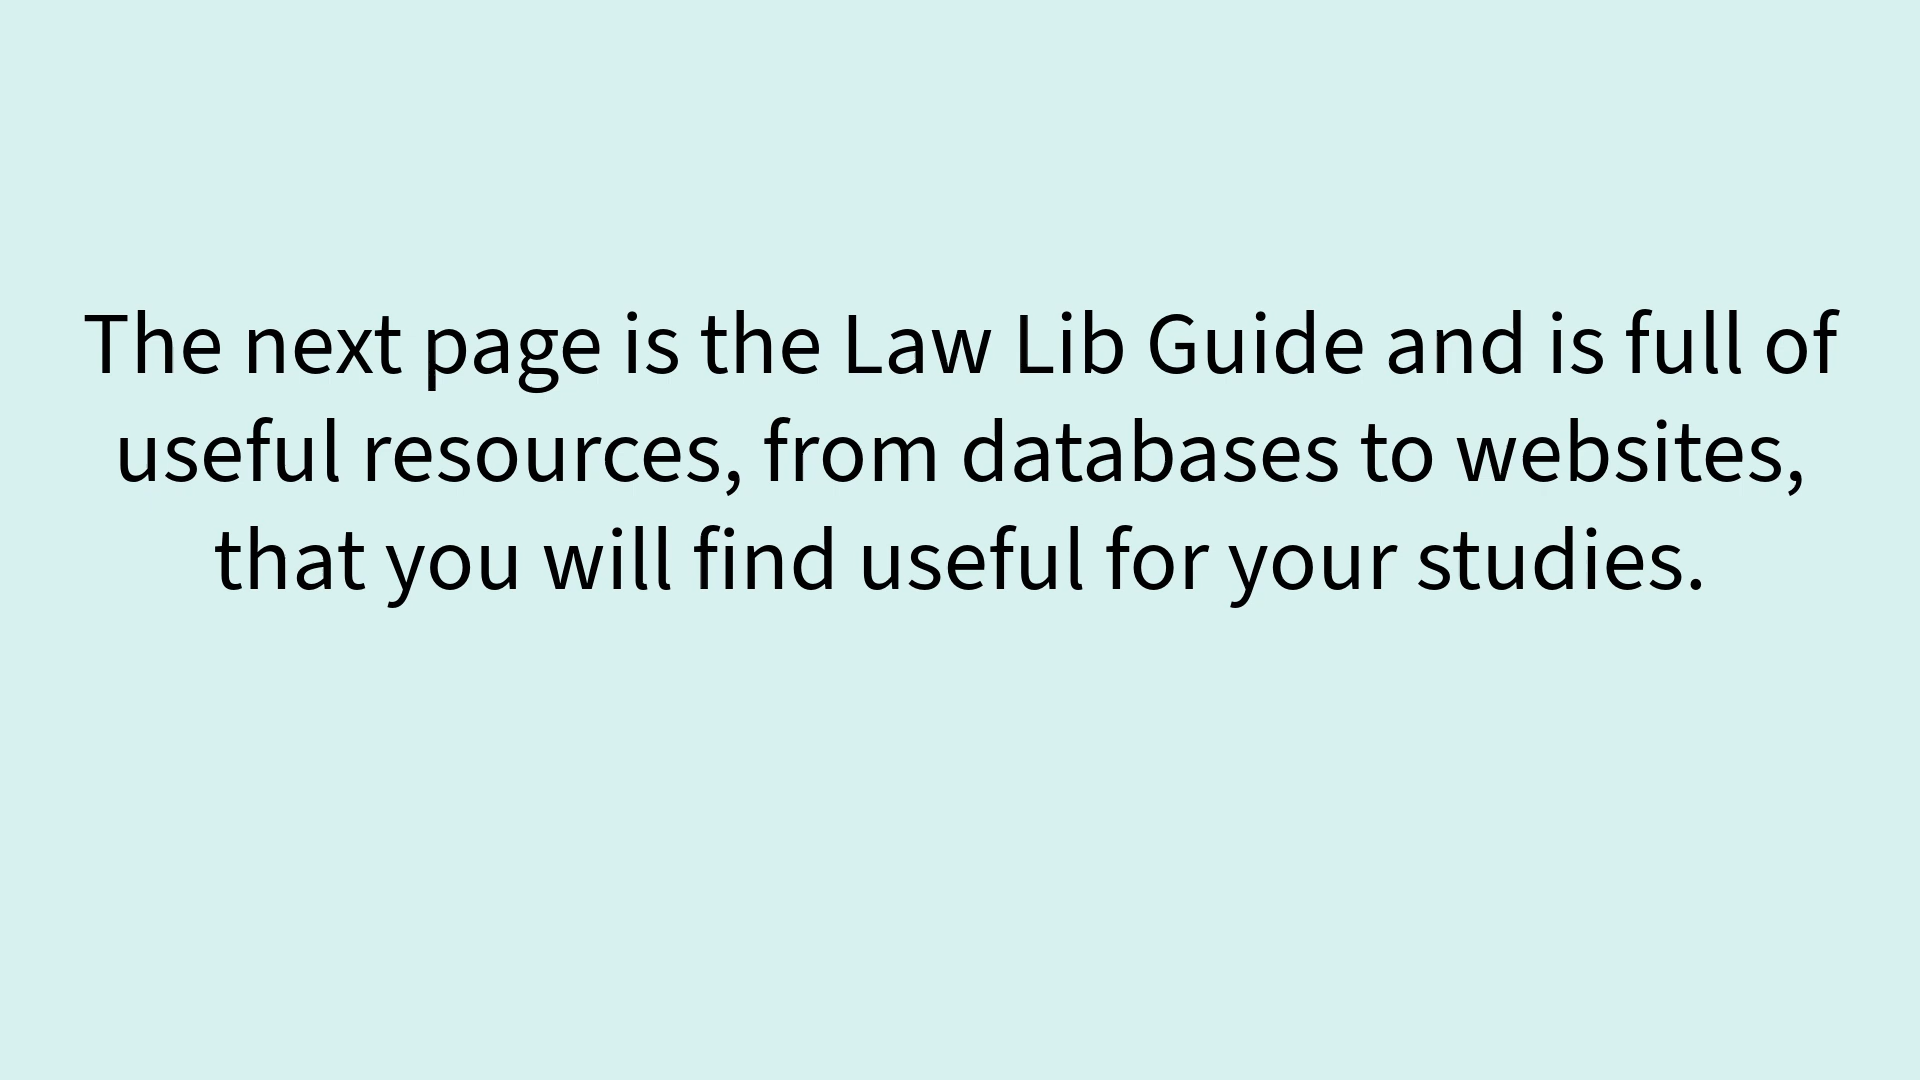 The next page is the Law Lib Guide and is full of
useful resources, from databases to websites,
that you will find useful for your studies.